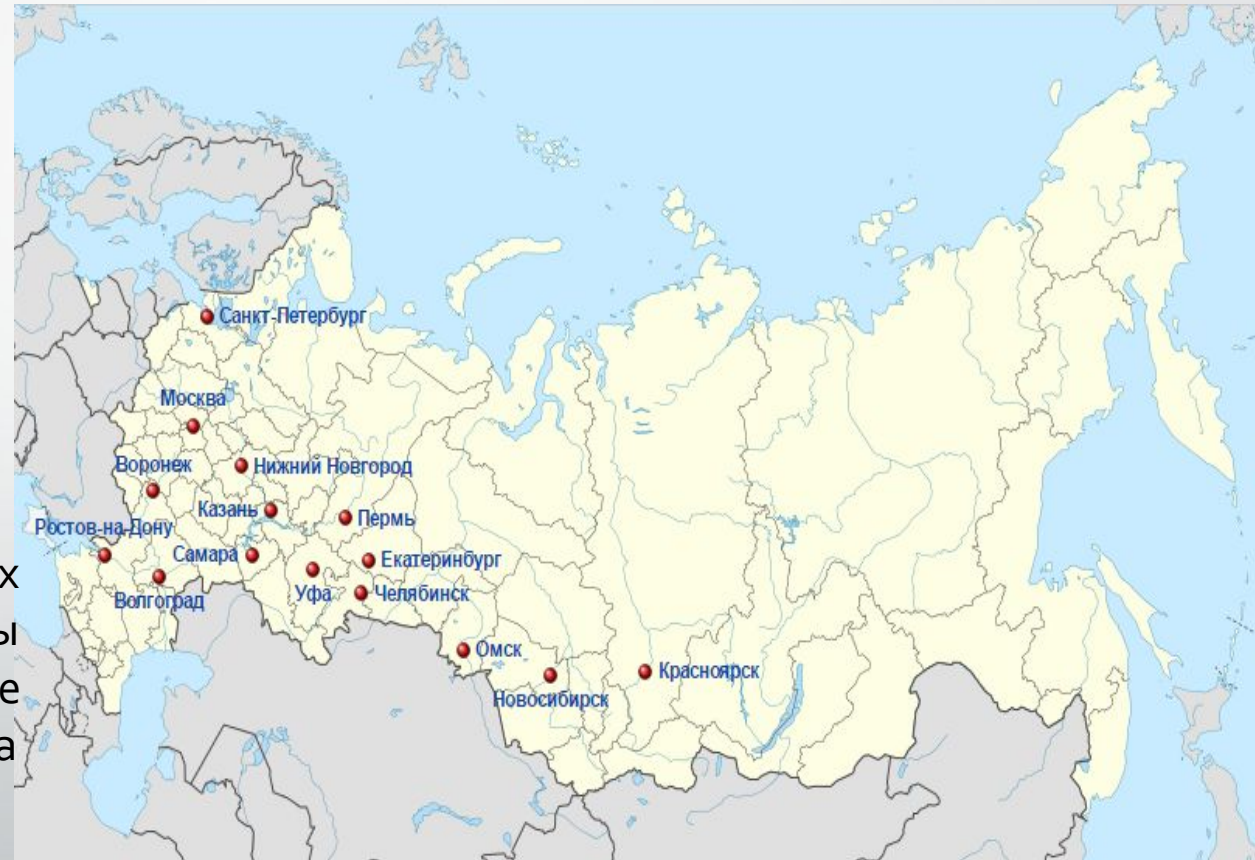 Санкт-Петербург
Москва
Воронеж
Нижний Новгород
Казань
Пермь
Ростов-на-Дону
Самара
Екатеринбург
Уфа
Челябинск
Волгоград
Омск
Красноярск
Новосибирск
х
ы
е
а